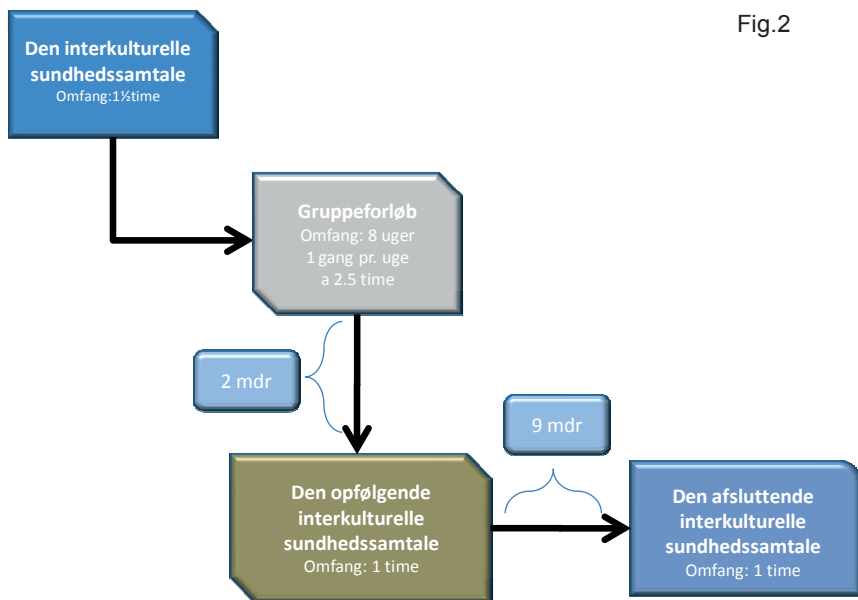 Fig.2
Den interkulturelle
sundhedssamtale
Omfang:1½time
Gruppeforløb
Omfang: 8 uger
1 gang pr. uge
a 2.5 time
2 mdr
9 mdr
Den opfølgende
interkulturelle
sundhedssamtale
Omfang: 1 time
Den afsluttende
interkulturelle
sundhedssamtale
Omfang: 1 time